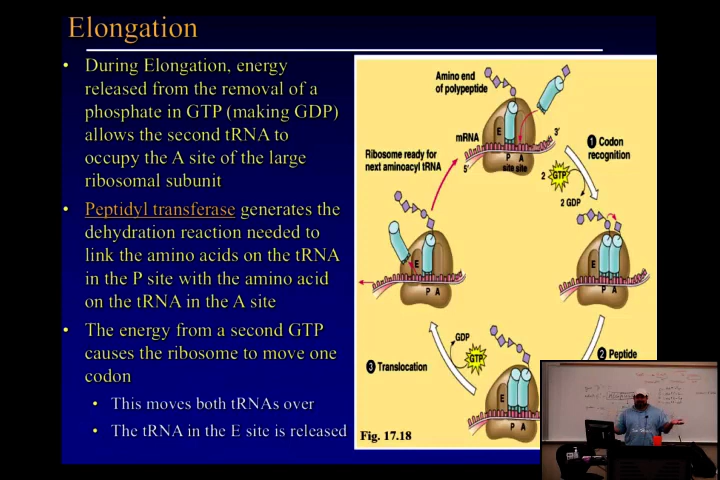 Elongation
• During Elongation, energy
released from the removal of a
phosphate in GTP (making GDP)
allows the second tRNA to
occupy the A site of the large
ribosomal subunit
• Peptidyl transferase generates the
dehydration reaction needed to
link the amino acids on the tRNA
in the P site with the amino acid
on the tRNA in the A site
• The energy from a second GTP
causes the ribosome to move one
codon
• This moves both tRNAs over
• The tRNA in the E site is released
Amino end
of polypeptide
mRNA
E
3'
P A
site site
5'
Ribosome ready for
next aminoacyl tRNA
1 Codon
recognition
2 GTP
2 GDP
E
P A
E
P A
2 Peptide
3 Translocation
GDP
GTP
E
P A
Fig. 17.18